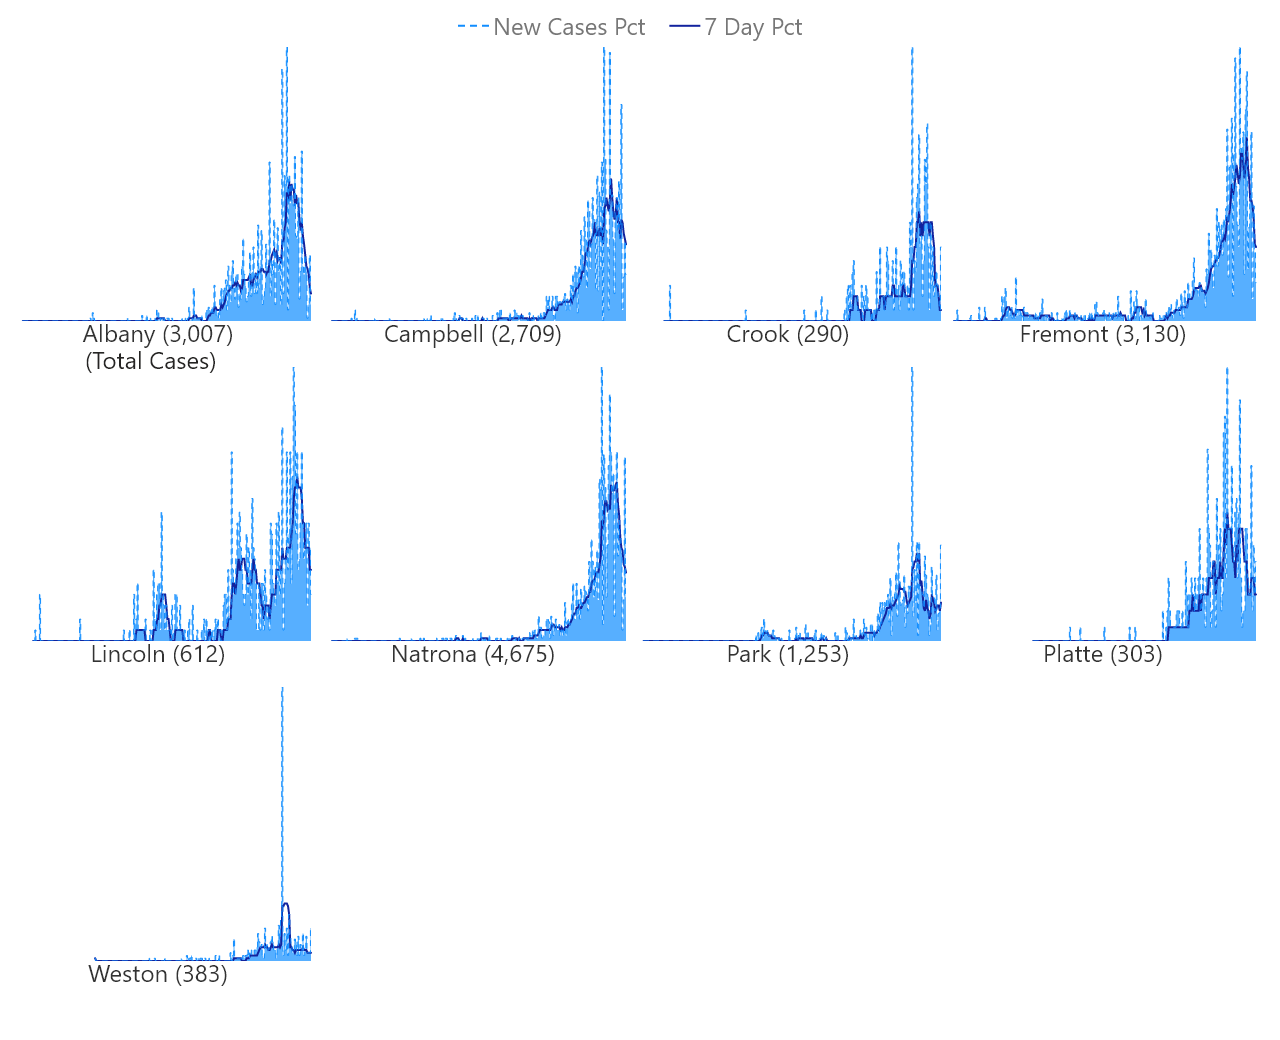 New Cases Pct 7 Day Pct
Albany (3,007) Campbell (2,709) Crook (290) Fremont (3,130)
(Total Cases)
Lincoln (612) Natrona (4,675) Park (1,253) Platte (303)
Weston (383)